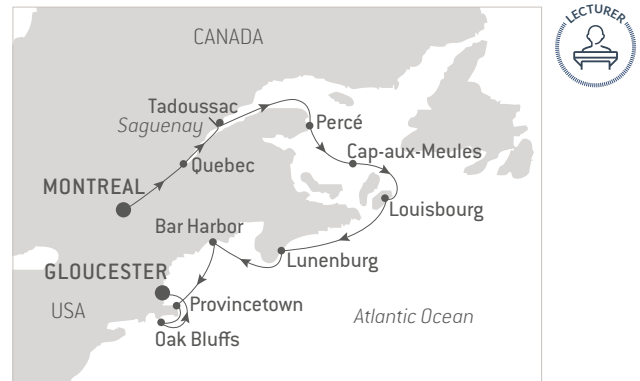 LECTURER
CANADA
Tadoussac
Saguenay
Percé
Quebec
Cap-aux-Meules
MONTREAL
Louisbourg
Bar Harbor
Lunenburg
GLOUCESTER
Provincetown
USA
Atlantic Ocean
Oak Bluffs